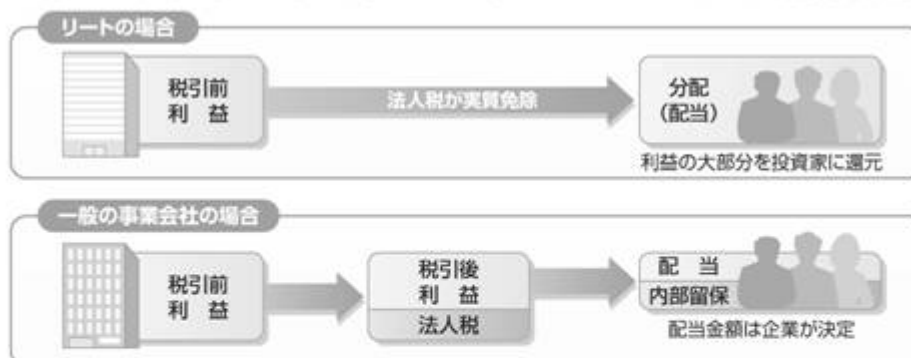 リートの場合
税引前
利　益
法人税が実質免除
分配
（配当）
利益の大部分を投資家に還元
一般の事業会社の場合
税引前
利　益
税引後
利　益
法人税
配　当
内部留保
配当金額は企業が決定